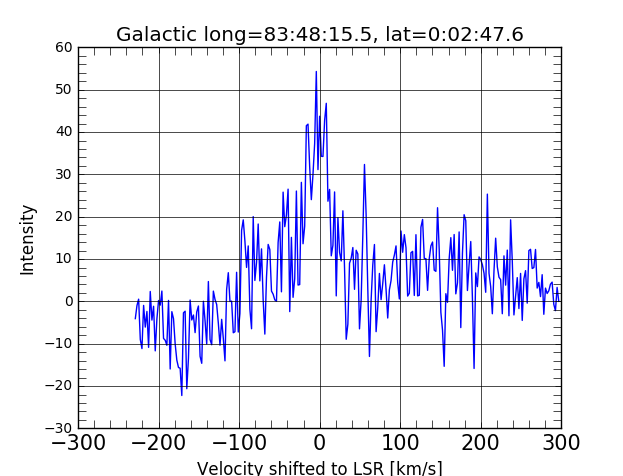 Galactic long=83:48:15.5, lat=0:02:47.6
60
50
40
30
20
10
0
−10
−20
−30
Intensity
−300 −200 −100 0 100 200 300
Velocity shifted to LSR [km/s]